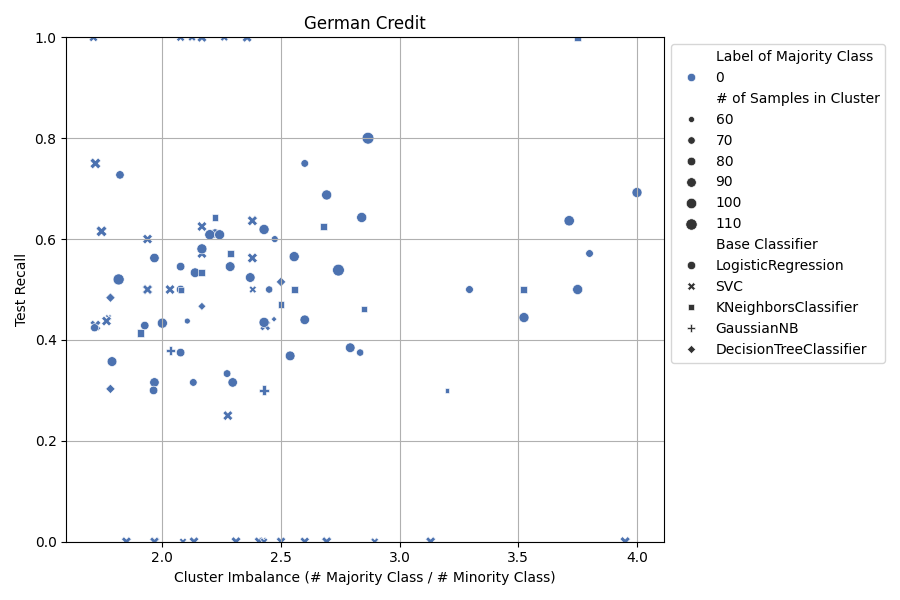 German Credit
1.0
0.8
0.6
0.4
0.2
0.0
Test Recall
2.0 2.5 3.0 3.5 4.0
Cluster Imbalance (# Majority Class / # Minority Class)
Label of Majority Class
0
# of Samples in Cluster
60
70
80
90
100
110
Base Classifier
LogisticRegression
SVC
KNeighborsClassifier
GaussianNB
DecisionTreeClassifier